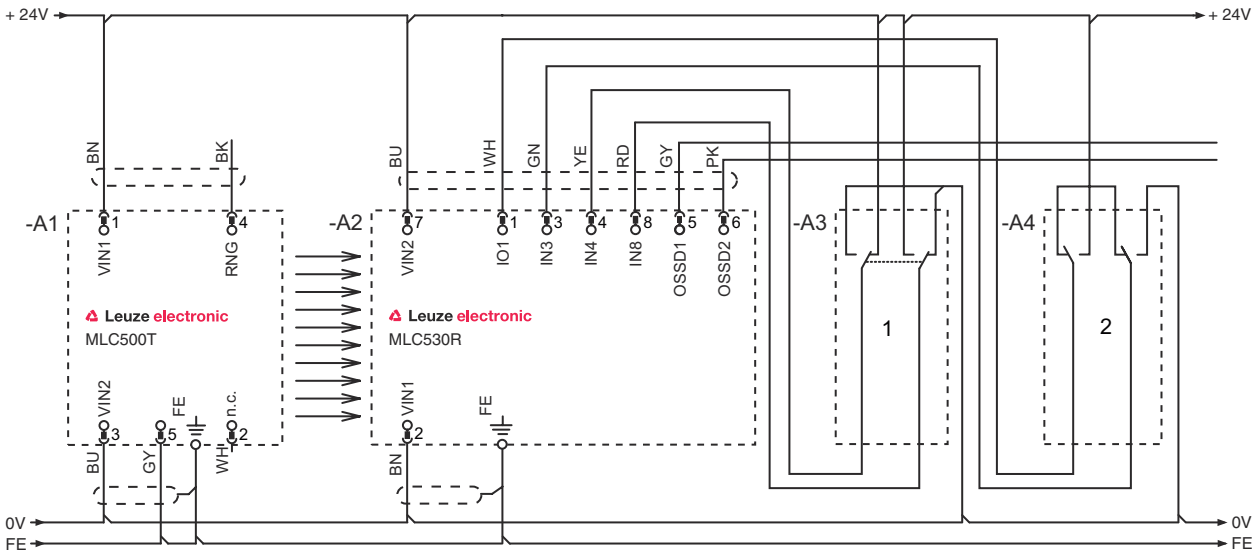 + 24V
+ 24V
BN
BK
BU
WH
GN
YE
RD
GY
PK
-A1
1
4
-A2
7
1
3
4
8
5
6
-A3
-A4
VIN1
RNG
VIN2
IO1
IN3
IN4
IN8
OSSD1
OSSD2
Leuze electronic
MLC500T
Leuze electronic
MLC530R
1
2
VIN2
FE
n.c.
VIN1
FE
3
5
2
2
BU
GY
WH
BN
0V
0V
FE
FE